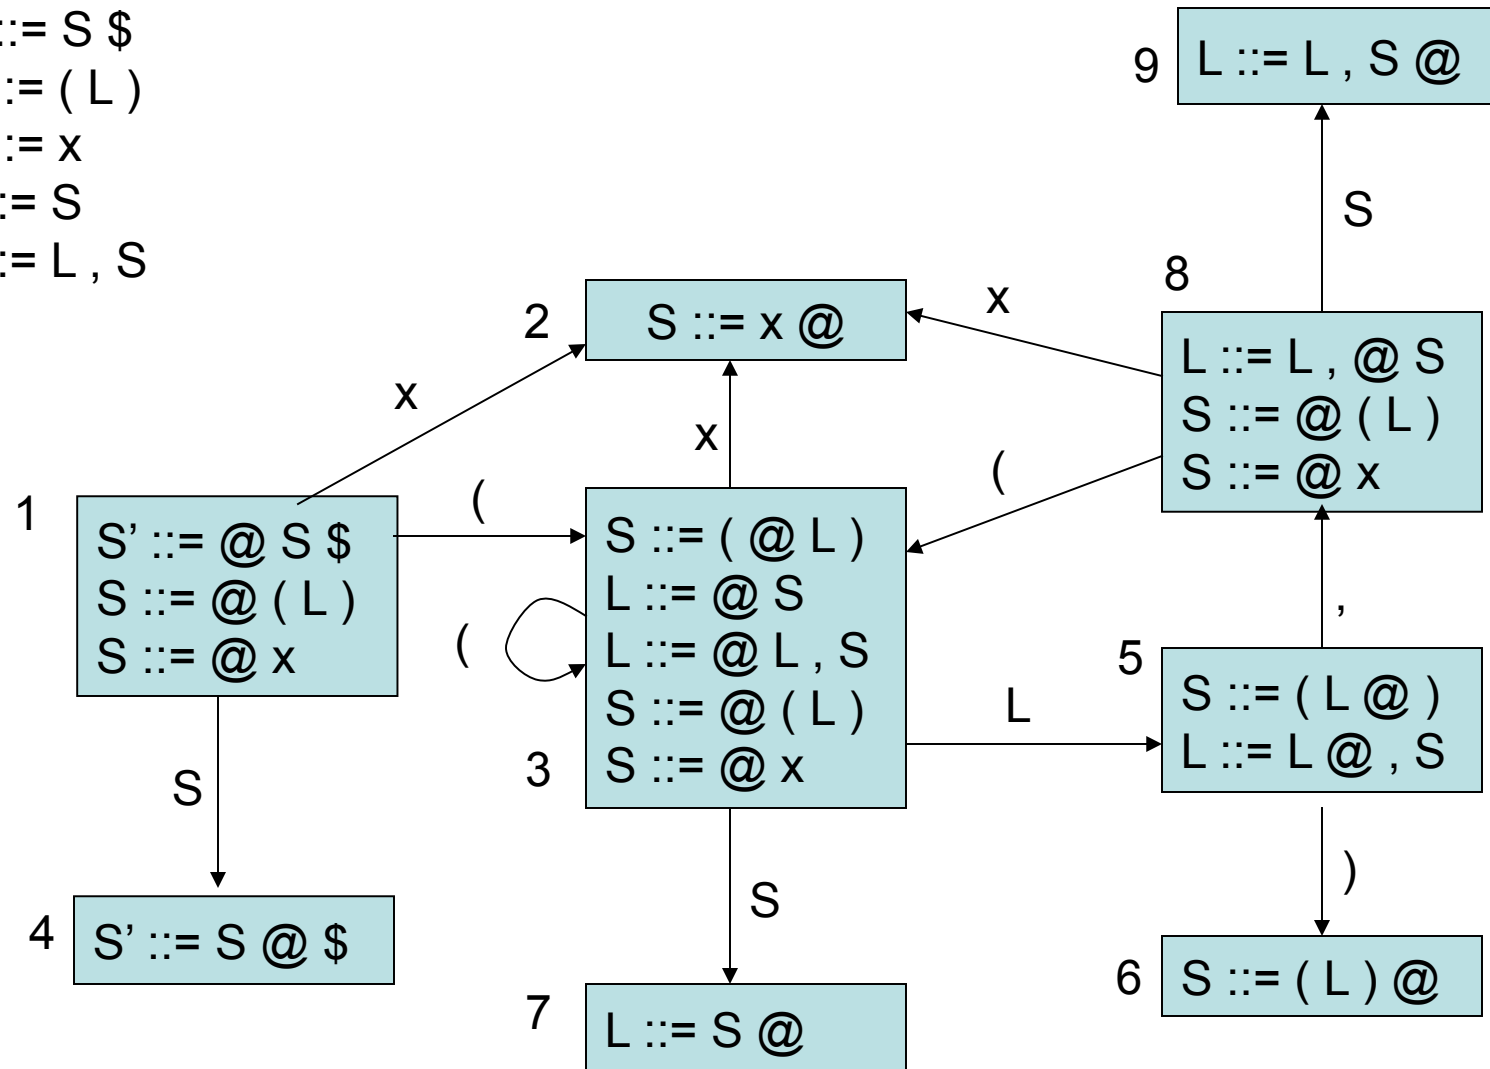 ::= S $
:= ( L )
:= x
:= S
:= L , S
9
L ::= L , S @
S
8
2
S ::= x @
x
L ::= L , @ S
S ::= @ ( L )
S ::= @ x
x
x
(
1
S’ ::= @ S $
S ::= @ ( L )
S ::= @ x
(
S ::= ( @ L )
L ::= @ S
L ::= @ L , S
S ::= @ ( L )
S ::= @ x
(
3
,
5
S ::= ( L @ )
L ::= L @ , S
L
S
)
4
S’ ::= S @ $
S
6
S ::= ( L ) @
7
L ::= S @